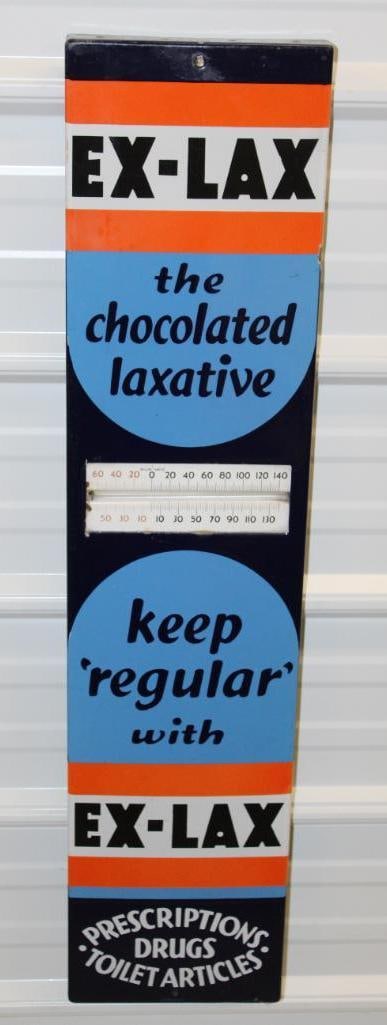 EX-LAX
the
chocolated
laxative
60 40 20 0 20 40 60 80 100 120 140
50 30 10 10 30 50 70 90 110 130
keep
'regular'
with
EX-LAX
PRESCRIPTIONS
• DRUGS •
TOILET ARTICLES